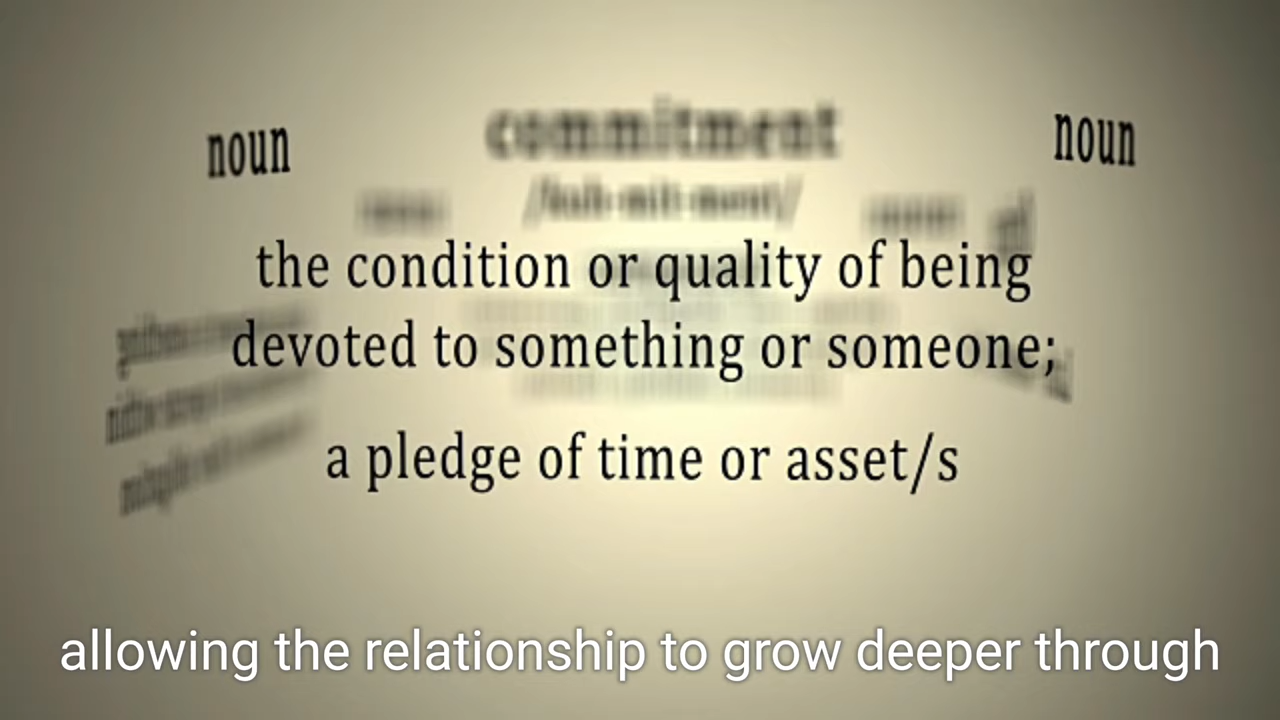 commitment
noun
noun
the condition or quality of being
devoted to something or someone;
a pledge of time or asset/s
allowing the relationship to grow deeper through